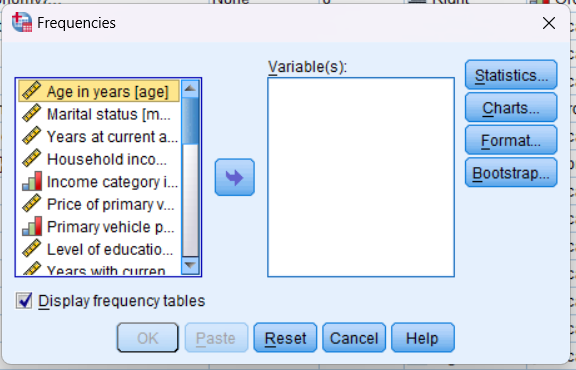 Frequencies
Variable(s):
Age in years [age]
Marital status [m...
Years at current a...
Household inco...
Income category i...
Price of primary v...
Primary vehicle p...
Level of educatio...
Years with curren
Statistics...
Charts...
Format...
Bootstrap...
Display frequency tables
OK
Paste
Reset
Cancel
Help